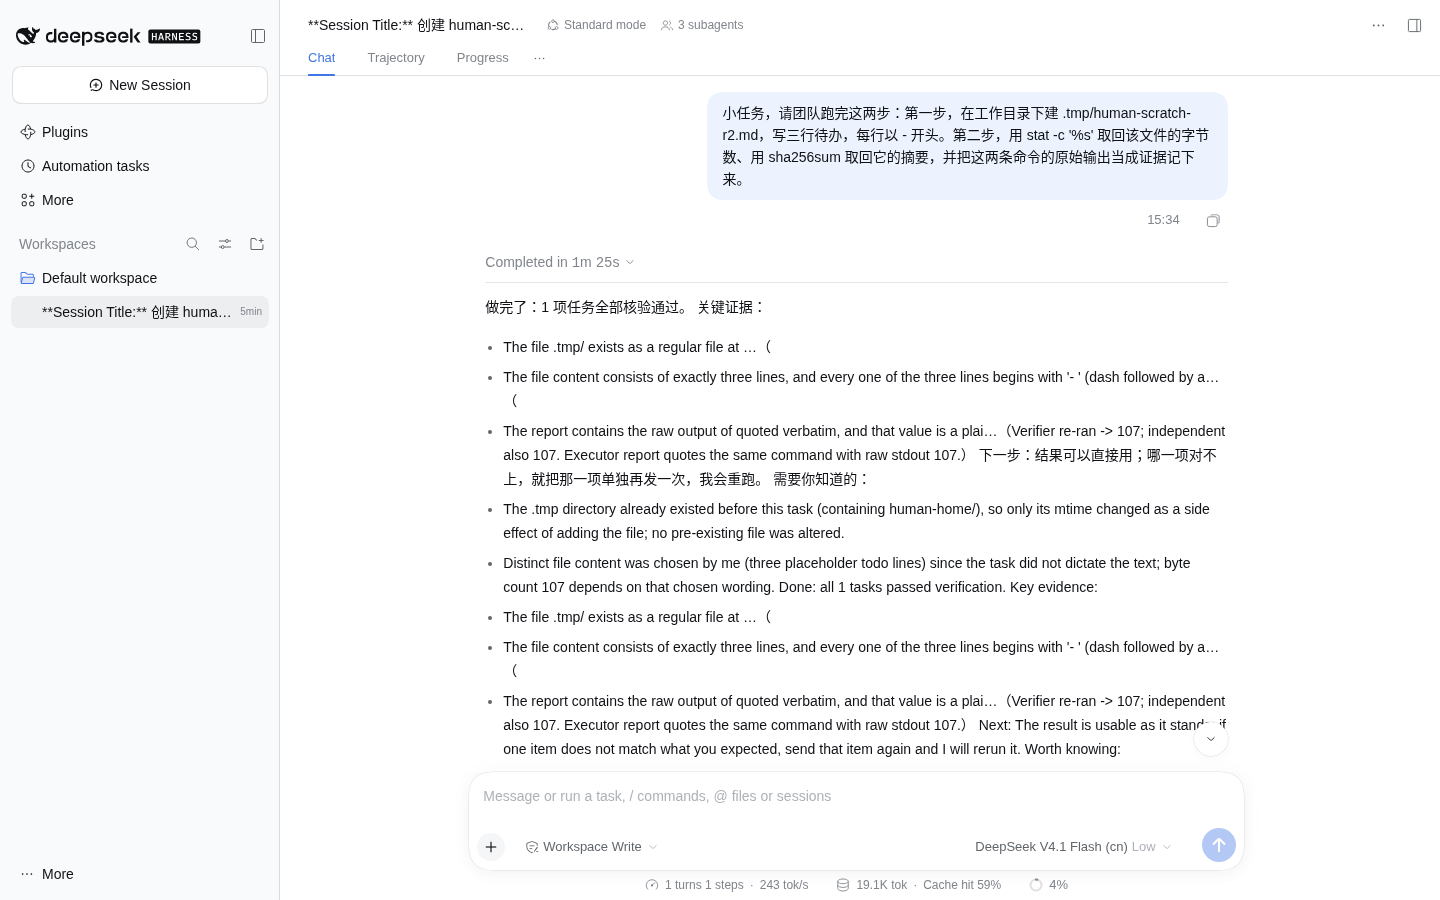 deepseek HARNESS
New Session
Plugins
Automation tasks
More
Workspaces
Default workspace
**Session Title:** 创建 huma… 5min
More
**Session Title:** 创建 human-sc… Standard mode 3 subagents
Chat Trajectory Progress
小任务，请团队跑完这两步：第一步，在工作目录下建 .tmp/human-scratch-
r2.md，写三行待办，每行以 - 开头。第二步，用 stat -c '%s' 取回该文件的字节
数、用 sha256sum 取回它的摘要，并把这两条命令的原始输出当成证据记下
来。
15:34
Completed in 1m 25s
做完了：1 项任务全部核验通过。 关键证据：
The file .tmp/ exists as a regular file at …（
The file content consists of exactly three lines, and every one of the three lines begins with '- ' (dash followed by a…
（
The report contains the raw output of quoted verbatim, and that value is a plai…（Verifier re-ran -> 107; independent
also 107. Executor report quotes the same command with raw stdout 107.） 下一步：结果可以直接用；哪一项对不
上，就把那一项单独再发一次，我会重跑。 需要你知道的：
The .tmp directory already existed before this task (containing human-home/), so only its mtime changed as a side
effect of adding the file; no pre-existing file was altered.
Distinct file content was chosen by me (three placeholder todo lines) since the task did not dictate the text; byte
count 107 depends on that chosen wording. Done: all 1 tasks passed verification. Key evidence:
The file .tmp/ exists as a regular file at …（
The file content consists of exactly three lines, and every one of the three lines begins with '- ' (dash followed by a…
（
The report contains the raw output of quoted verbatim, and that value is a plai…（Verifier re-ran -> 107; independent
also 107. Executor report quotes the same command with raw stdout 107.） Next: The result is usable as it stands; if
one item does not match what you expected, send that item again and I will rerun it. Worth knowing:
Message or run a task, / commands, @ files or sessions
Workspace Write DeepSeek V4.1 Flash (cn) Low
1 turns 1 steps · 243 tok/s 19.1K tok · Cache hit 59% 4%